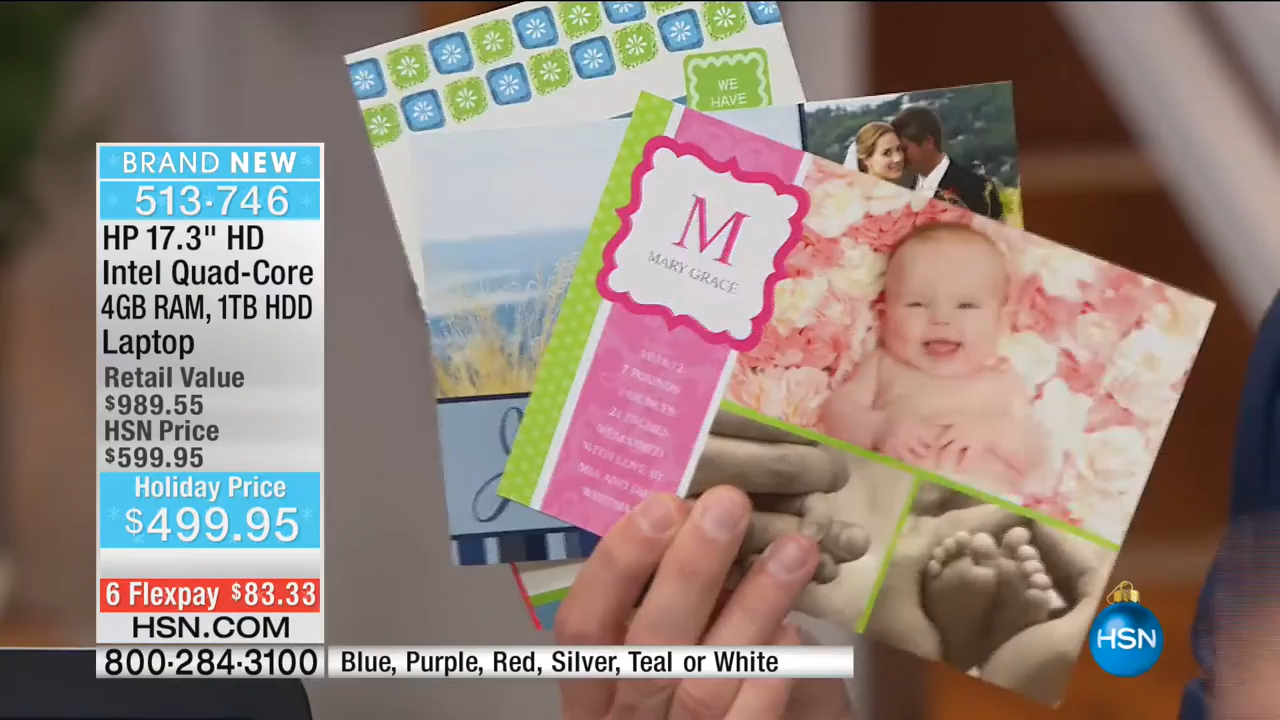 BRAND NEW
513·746
HP 17.3" HD
Intel Quad-Core
4GB RAM, 1TB HDD
Laptop
Retail Value
$989.55
HSN Price
$599.95
Holiday Price
$499.95
6 Flexpay $83.33
HSN.COM
800·284·3100
Blue, Purple, Red, Silver, Teal or White
WE
HAVE
M
MARY GRACE
7 POUNDS
21 INCHES
WITH LOVE BY
HSN